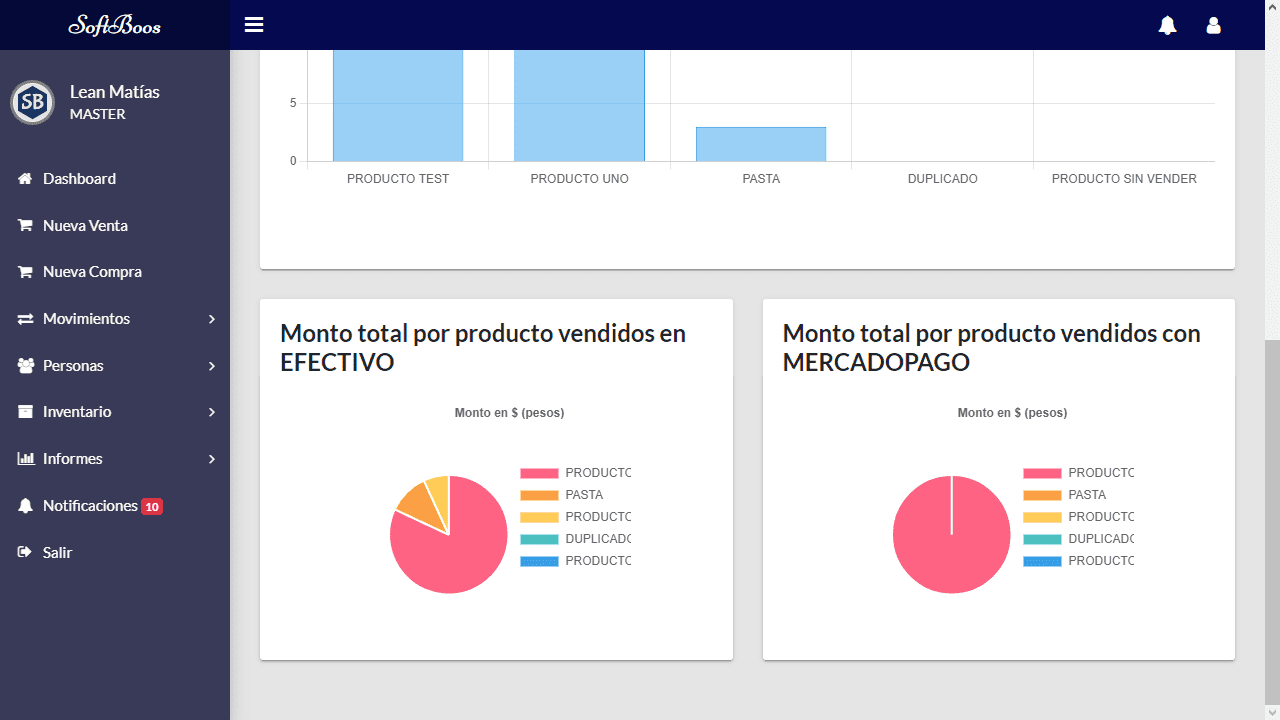 SoftBoos
SB
Lean Matías
MASTER
Dashboard
Nueva Venta
Nueva Compra
Movimientos
Personas
Inventario
Informes
Notificaciones 10
Salir
5
0
PRODUCTO TEST PRODUCTO UNO PASTA DUPLICADO PRODUCTO SIN VENDER
Monto total por producto vendidos en
EFECTIVO
Monto en $ (pesos)
PRODUCTO
PASTA
PRODUCTO
DUPLICADO
PRODUCTO
Monto total por producto vendidos con
MERCADOPAGO
Monto en $ (pesos)
PRODUCTO
PASTA
PRODUCTO
DUPLICADO
PRODUCTO